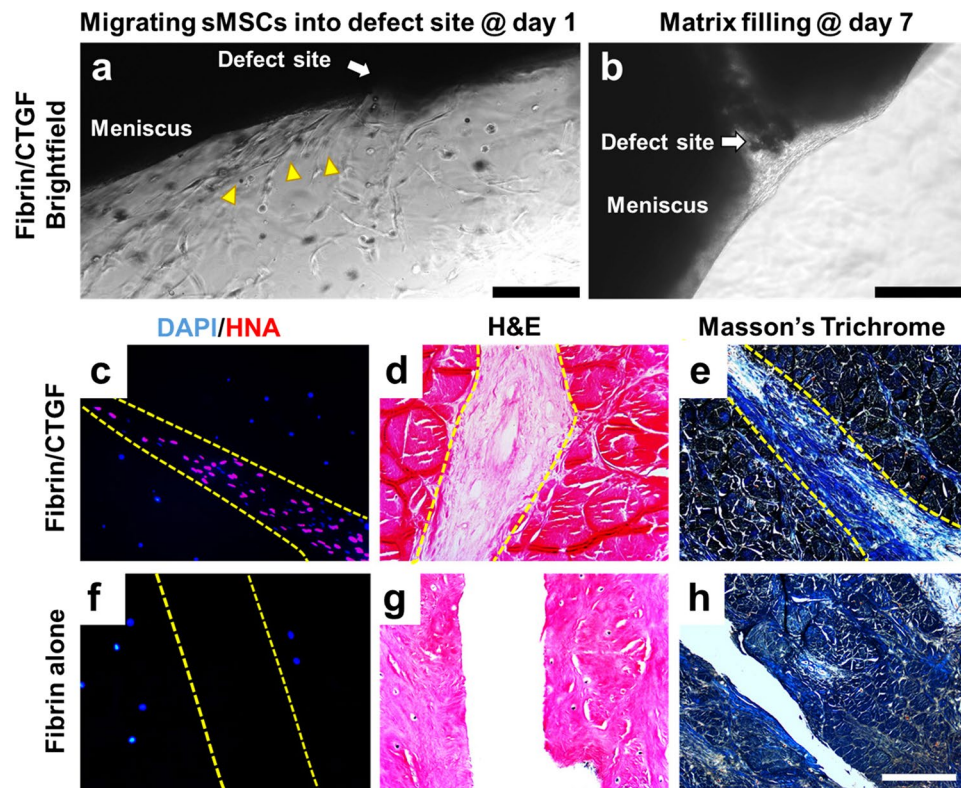 Migrating sMSCs into defect site @ day 1
Matrix filling @ day 7
Fibrin/CTGF
Brightfield
a
Defect site
Meniscus
b
Defect site
Meniscus
DAPI/HNA
H&E
Masson's Trichrome
Fibrin/CTGF
c
d
e
Fibrin alone
f
g
h